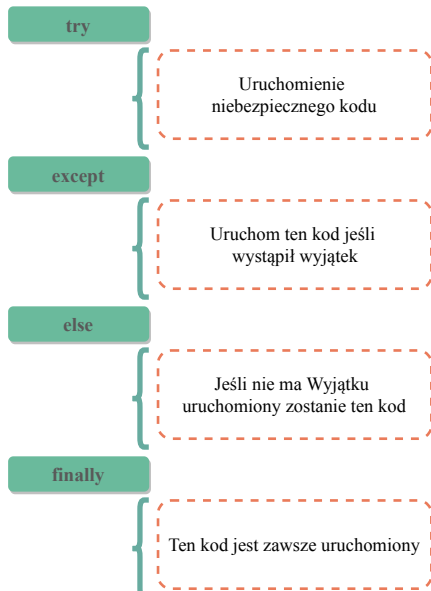 try
Uruchomienie
niebezpiecznego kodu
except
Uruchom ten kod jeśli
wystąpił wyjątek
else
Jeśli nie ma Wyjątku
uruchomiony zostanie ten kod
finally
Ten kod jest zawsze uruchomiony